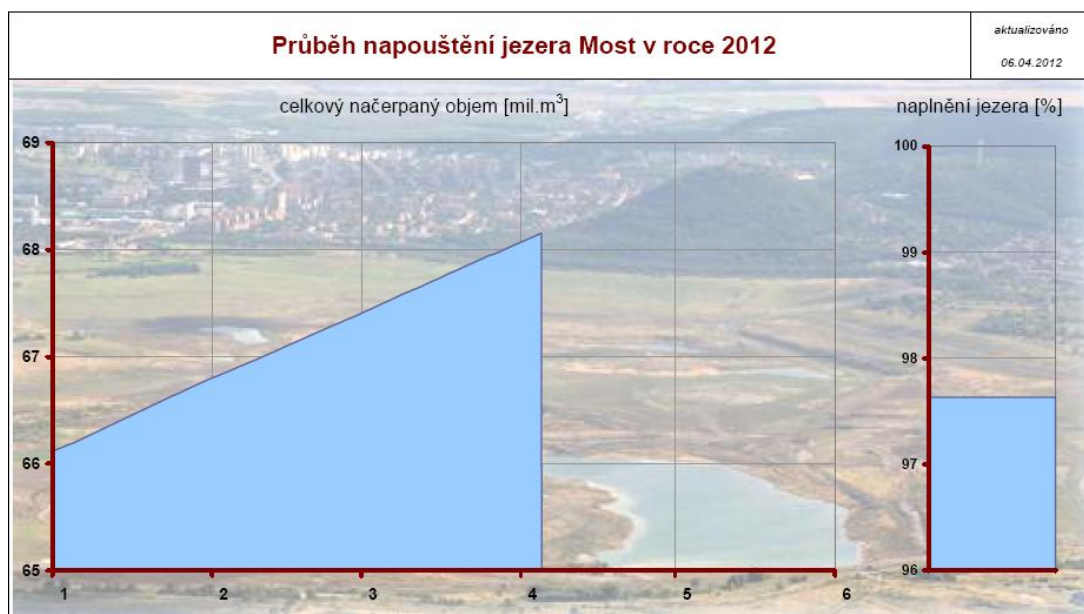 Průběh napouštění jezera Most v roce 2012
aktualizováno
06.04.2012
celkový načerpaný objem [mil.m³]
69
68
67
66
65
1 2 3 4 5 6
naplnění jezera [%]
100
99
98
97
96